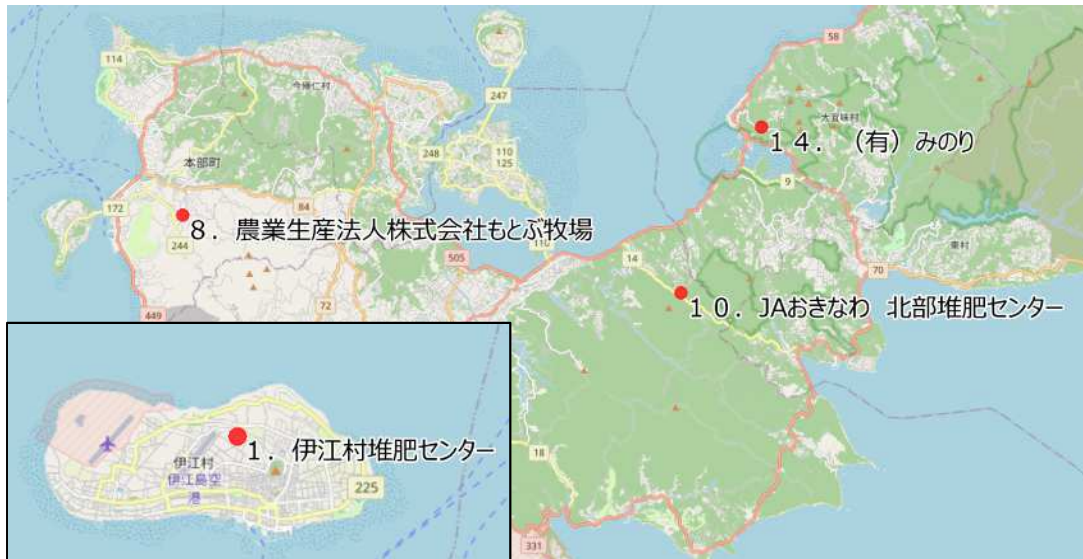 58
114
今帰仁村
247
大宜味村
14. (有)みのり
248
110
125
本部町
9
172
84
8. 農業生産法人株式会社もとぶ牧場
244
110
東村
505
14
70
72
10. JAおきなわ 北部堆肥センター
449
1. 伊江村堆肥センター
伊江村
伊江島空
港
225
18
331